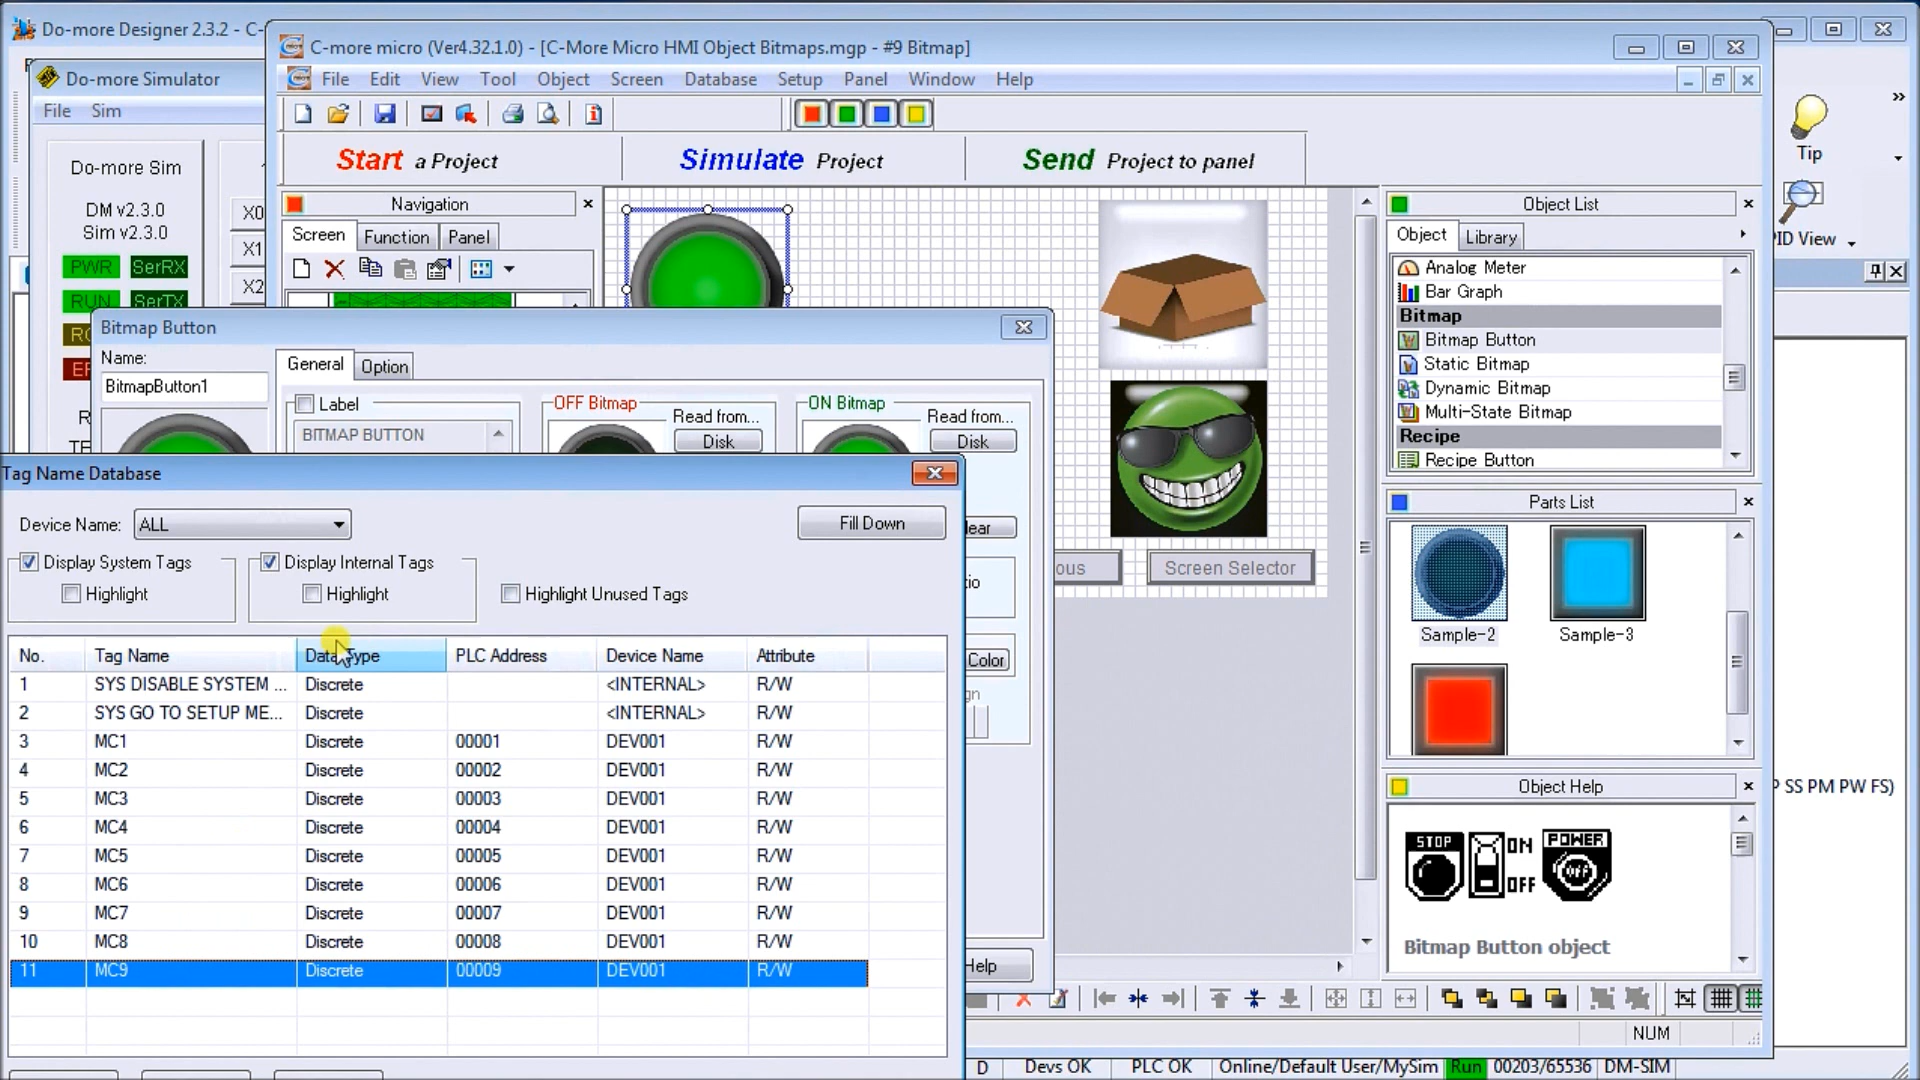 Do-more Designer 2.3.2 - C-
C-more micro (Ver4.32.1.0) - [C-More Micro HMI Object Bitmaps.mgp - #9 Bitmap]
Do-more Simulator
File Edit View Tool Object Screen Database Setup Panel Window Help
File Sim
Start a Project
Simulate Project
Send Project to panel
Tip
PID View
Do-more Sim
DM v2.3.0
Sim v2.3.0
PWR SerRX
RUN SerTX
X0
X1
X2
Navigation
Screen Function Panel
Object List
Object Library
Analog Meter
Bar Graph
Bitmap
Bitmap Button
Static Bitmap
Dynamic Bitmap
Multi-State Bitmap
Recipe
Recipe Button
Bitmap Button
Name:
BitmapButton1
General Option
Label
BITMAP BUTTON
OFF Bitmap
Read from...
Disk
ON Bitmap
Read from...
Disk
Color
Help
Screen Selector
Parts List
Sample-2
Sample-3
Object Help
STOP
ON
OFF
POWER
OFF
Bitmap Button object
Tag Name Database
Device Name: ALL
Fill Down
Display System Tags
Highlight
Display Internal Tags
Highlight
Highlight Unused Tags
No. Tag Name Data Type PLC Address Device Name Attribute
1 SYS DISABLE SYSTEM ... Discrete <INTERNAL> R/W
2 SYS GO TO SETUP ME... Discrete <INTERNAL> R/W
3 MC1 Discrete 00001 DEV001 R/W
4 MC2 Discrete 00002 DEV001 R/W
5 MC3 Discrete 00003 DEV001 R/W
6 MC4 Discrete 00004 DEV001 R/W
7 MC5 Discrete 00005 DEV001 R/W
8 MC6 Discrete 00006 DEV001 R/W
9 MC7 Discrete 00007 DEV001 R/W
10 MC8 Discrete 00008 DEV001 R/W
11 MC9 Discrete 00009 DEV001 R/W
SS PM PW FS)
NUM
D Devs OK PLC OK Online/Default User/MySim Run 00203/65536 DM-SIM